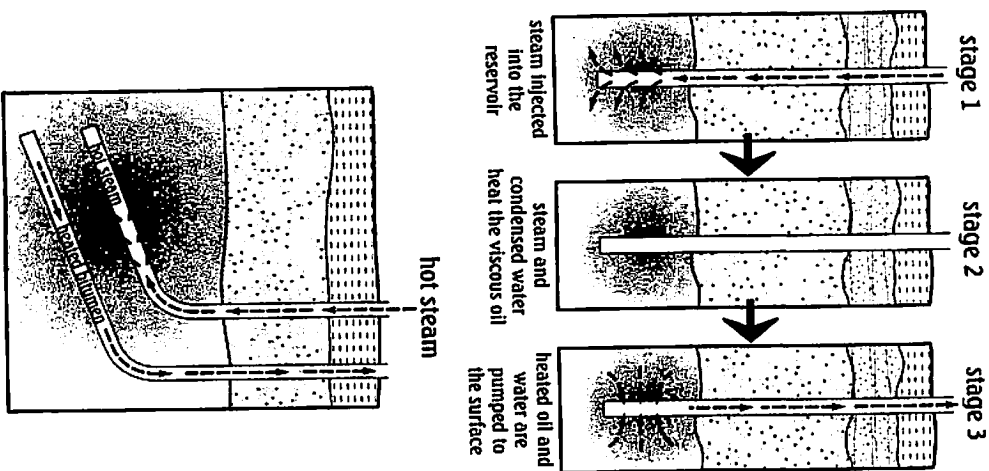 stage 1
steam injected
into the
reservoir
stage 2
steam and
condensed water
heat the viscous oil
stage 3
heated oil and
water are
pumped to
the surface
hot steam
hot steam
heated bitumen